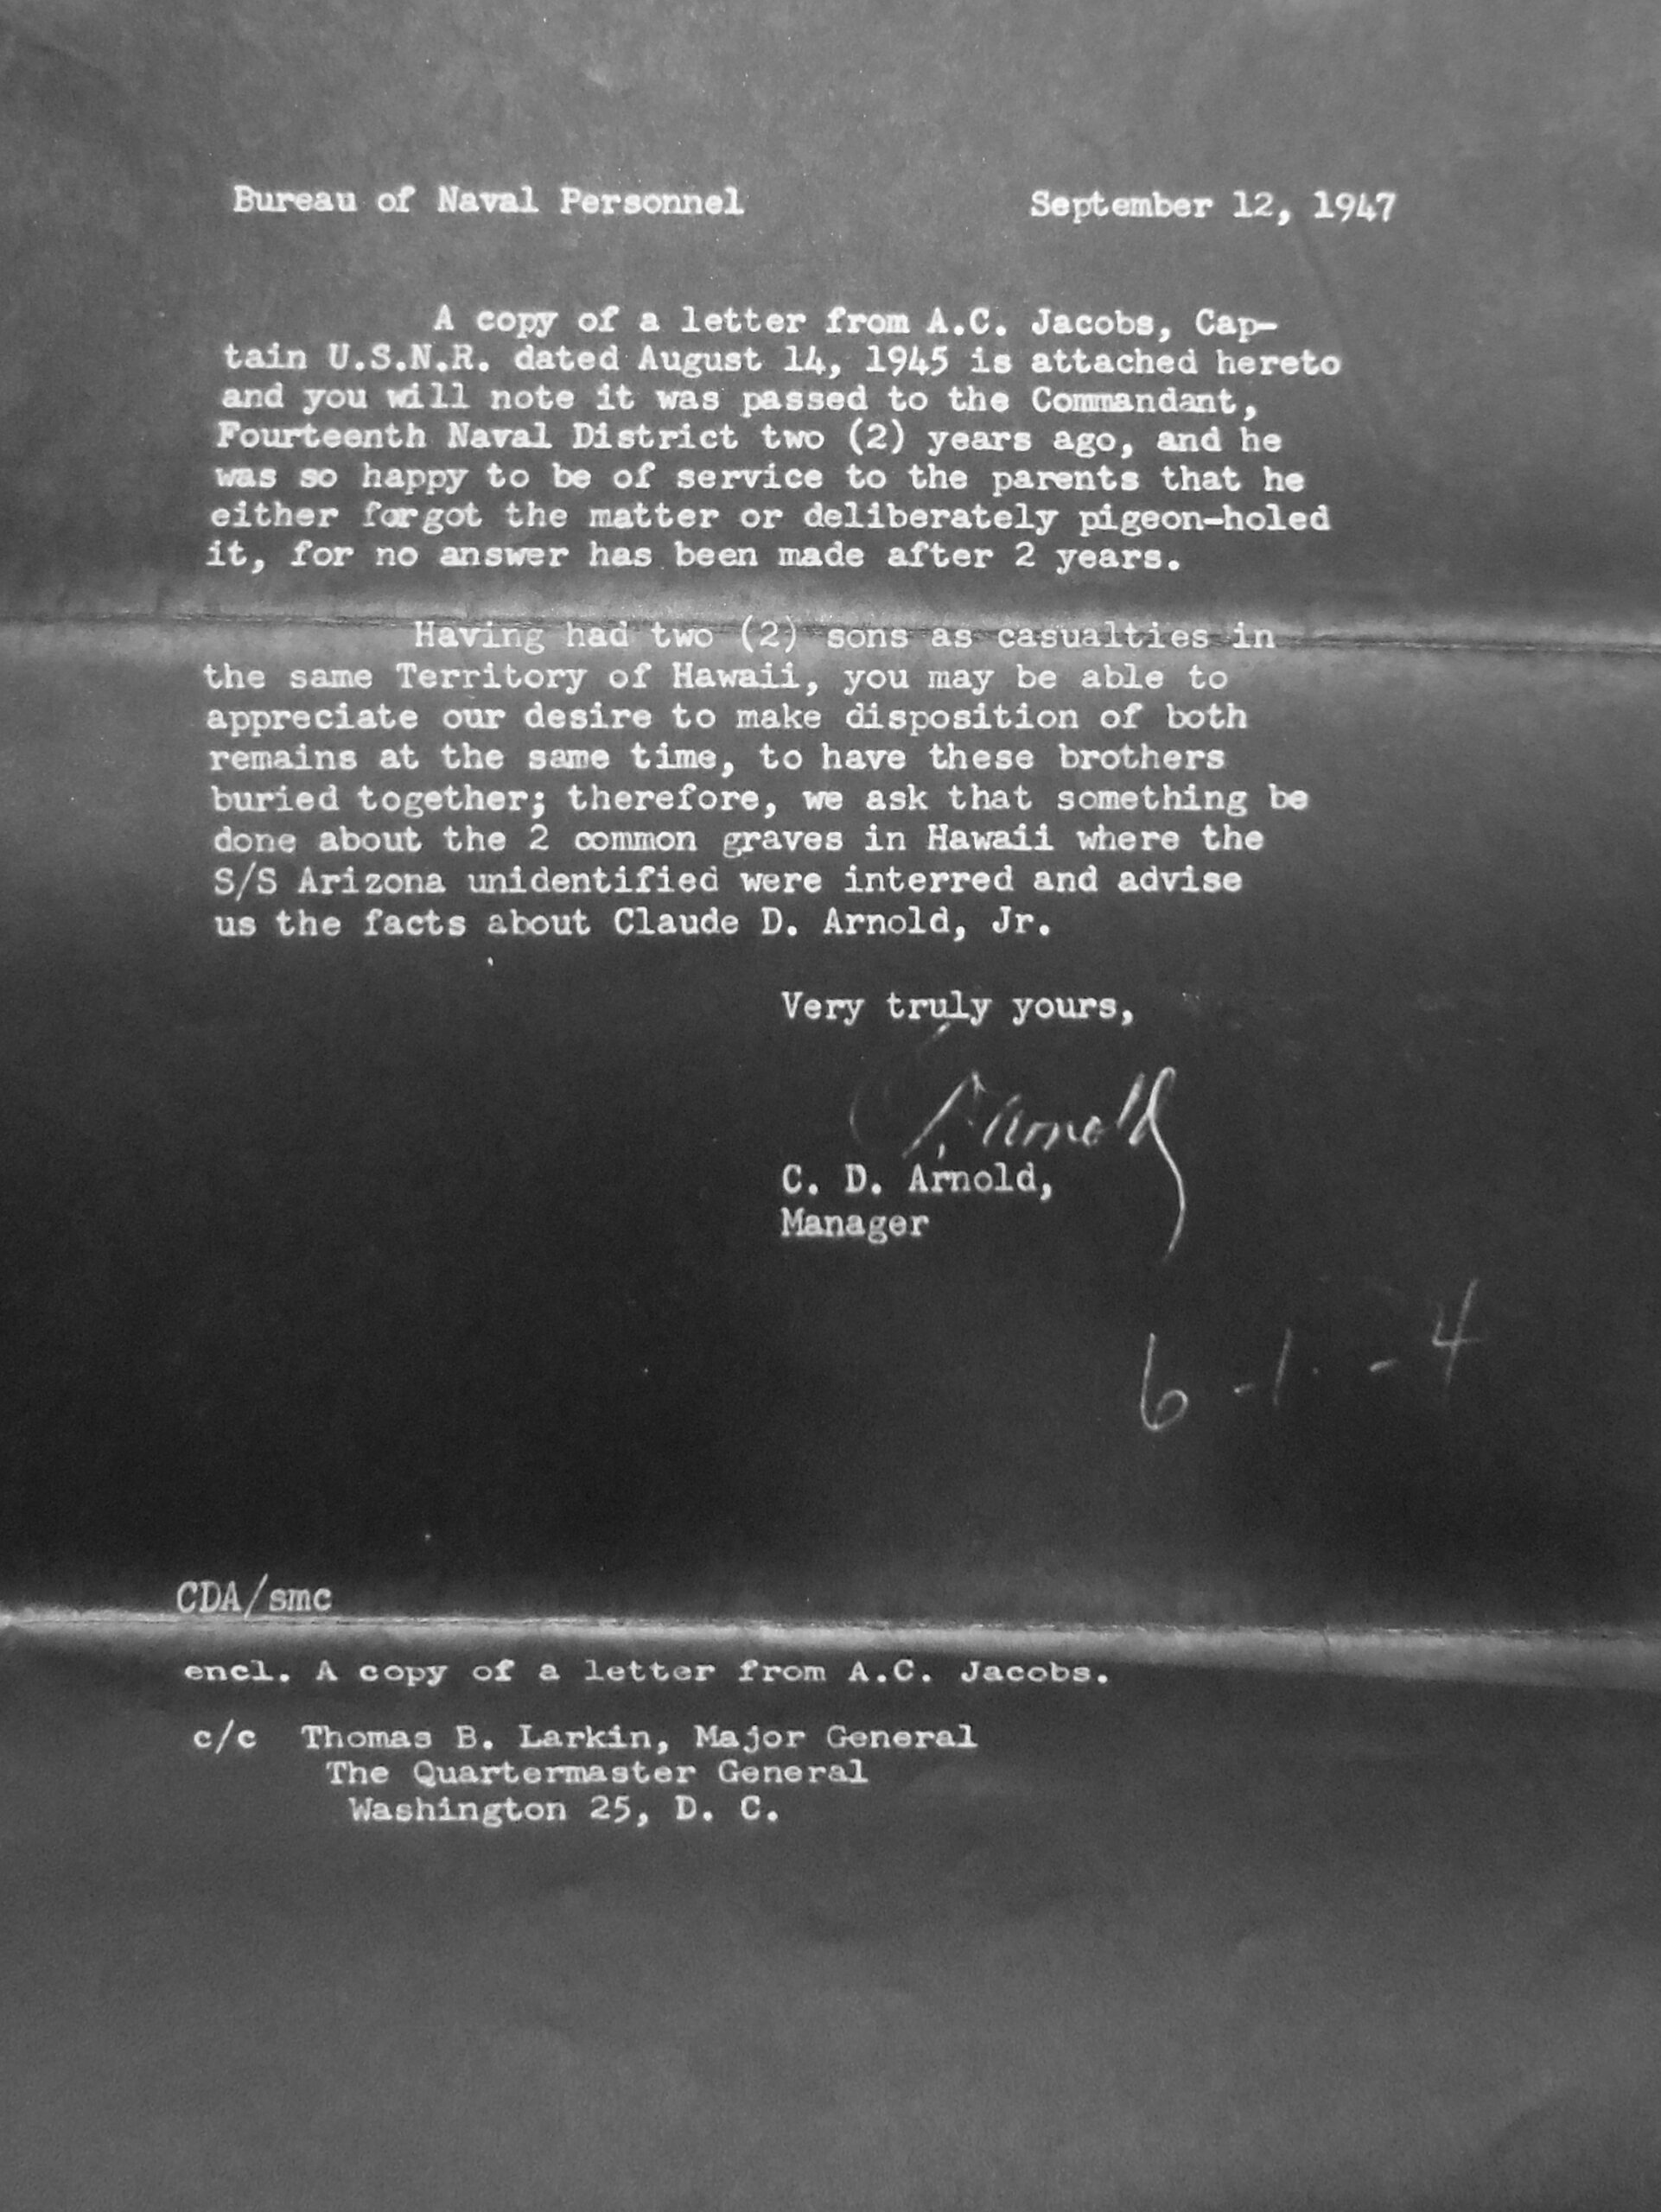 Bureau of Naval Personnel September 12, 1947
A copy of a letter from A.C. Jacobs, Cap-
tain U.S.N.R. dated August 14, 1945 is attached hereto
and you will note it was passed to the Commandant,
Fourteenth Naval District two (2) years ago, and he
was so happy to be of service to the parents that he
either forgot the matter or deliberately pigeon-holed
it, for no answer has been made after 2 years.
Having had two (2) sons as casualties in
the same Territory of Hawaii, you may be able to
appreciate our desire to make disposition of both
remains at the same time, to have these brothers
buried together; therefore, we ask that something be
done about the 2 common graves in Hawaii where the
S/S Arizona unidentified were interred and advise
us the facts about Claude D. Arnold, Jr.
Very truly yours,
Arnold
C. D. Arnold,
Manager
6 - 1 - 4
CDA/smc
encl. A copy of a letter from A.C. Jacobs.
c/c Thomas B. Larkin, Major General
The Quartermaster General
Washington 25, D. C.